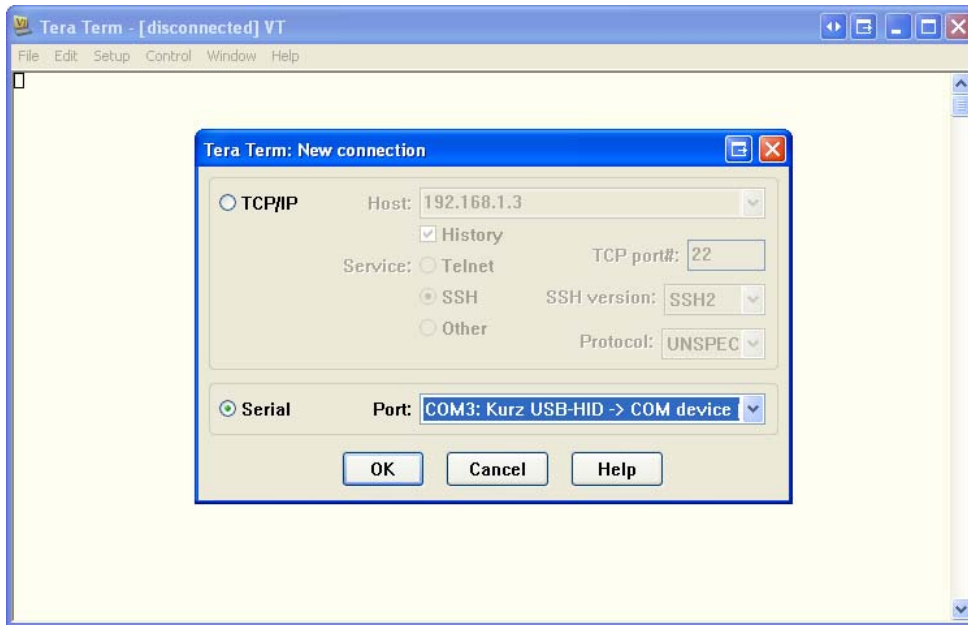 Tera Term - [disconnected] VT
File Edit Setup Control Window Help
Tera Term: New connection
TCP/IP Host: 192.168.1.3
History
Service: Telnet TCP port#: 22
SSH SSH version: SSH2
Other Protocol: UNSPEC
Serial Port: COM3: Kurz USB-HID -> COM device
OK Cancel Help